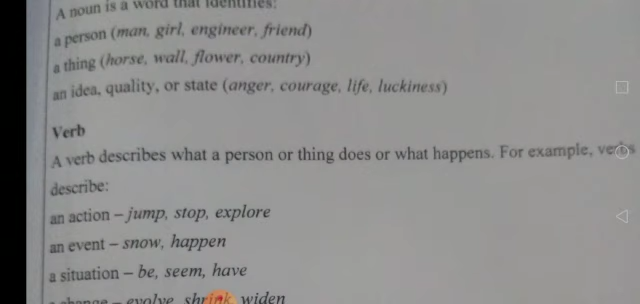 A noun is a word that identifies:
a person (man, girl, engineer, friend)
a thing (horse, wall, flower, country)
an idea, quality, or state (anger, courage, life, luckiness)
Verb
A verb describes what a person or thing does or what happens. For example, verbs
describe:
an action – jump, stop, explore
an event – snow, happen
a situation – be, seem, have
a change – evolve, shrink, widen